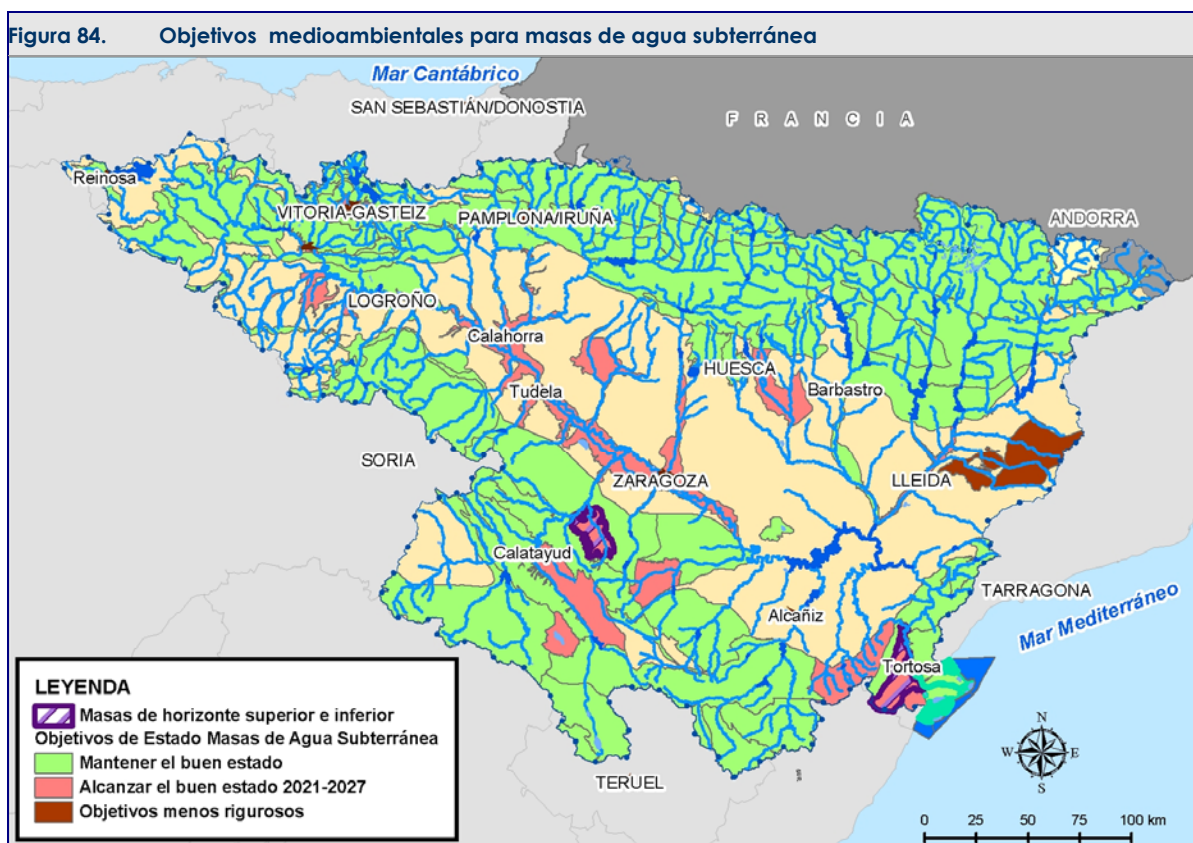 Figura 84. Objetivos medioambientales para masas de agua subterránea
Mar Cantábrico
SAN SEBASTIÁN/DONOSTIA
F R A N C I A
Reinosa
VITORIA-GASTEIZ
PAMPLONA/IRUÑA
ANDORRA
LOGROÑO
Calahorra
HUESCA
Barbastro
Tudela
SORIA
ZARAGOZA
LLEIDA
Calatayud
TARRAGONA
Alcañiz
Mar Mediterráneo
Tortosa
TERUEL
LEYENDA
Masas de horizonte superior e inferior
Objetivos de Estado Masas de Agua Subterránea
Mantener el buen estado
Alcanzar el buen estado 2021-2027
Objetivos menos rigurosos
N
W E
S
0 25 50 75 100 km